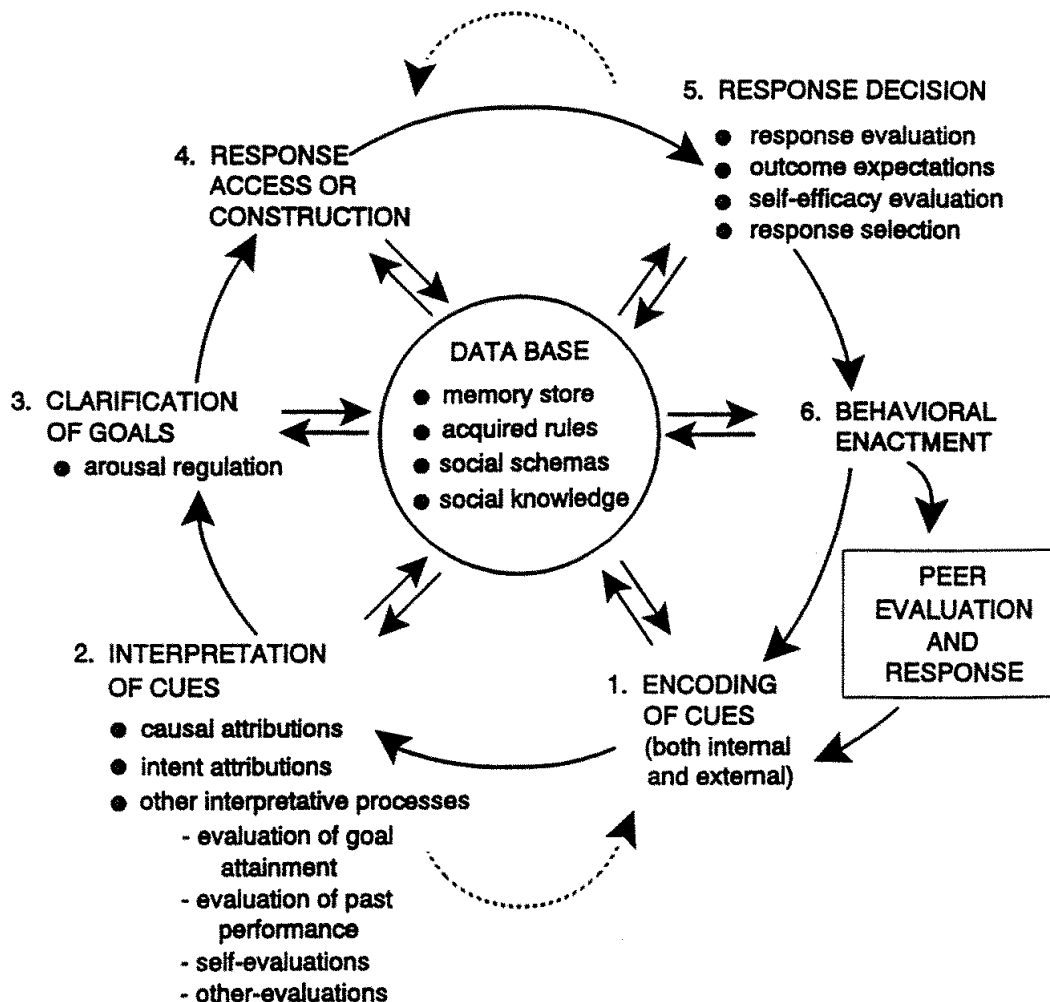 5. RESPONSE DECISION
● response evaluation
● outcome expectations
● self-efficacy evaluation
● response selection
4. RESPONSE
ACCESS OR
CONSTRUCTION
DATA BASE
● memory store
● acquired rules
● social schemas
● social knowledge
3. CLARIFICATION
OF GOALS
● arousal regulation
6. BEHAVIORAL
ENACTMENT
PEER
EVALUATION
AND
RESPONSE
2. INTERPRETATION
OF CUES
● causal attributions
● intent attributions
● other interpretative processes
- evaluation of goal
attainment
- evaluation of past
performance
- self-evaluations
- other-evaluations
1. ENCODING
OF CUES
(both internal
and external)